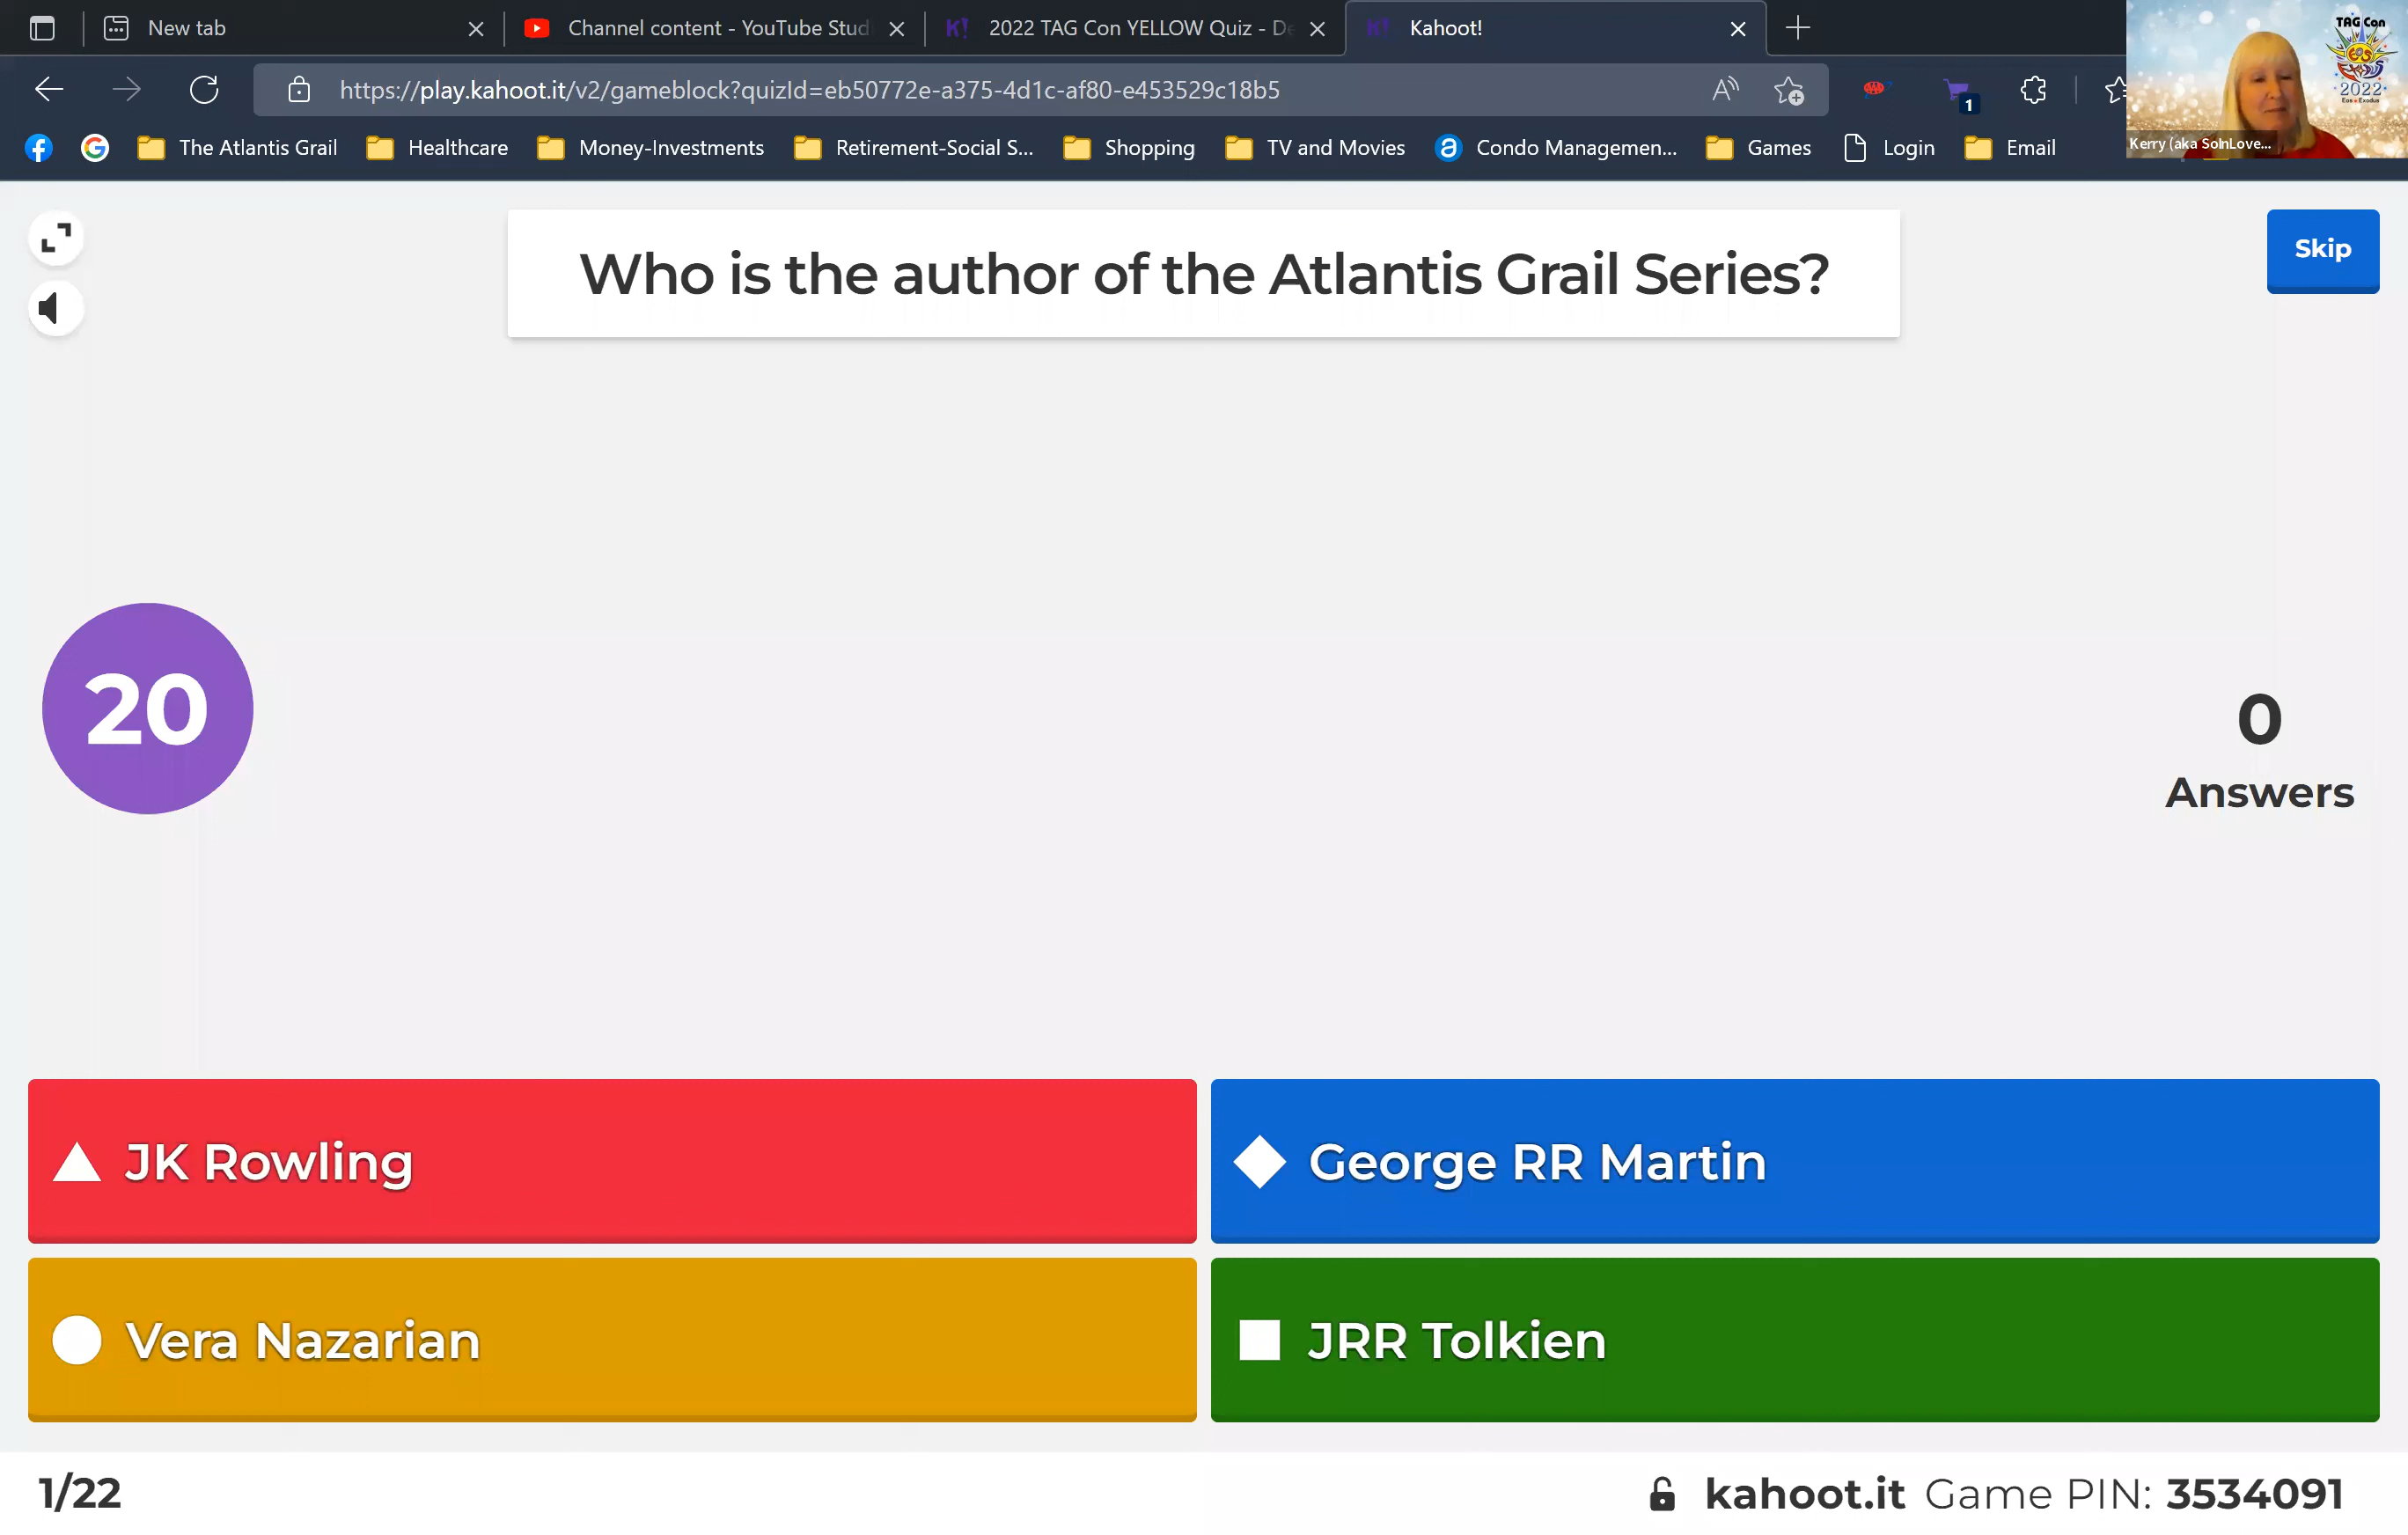 New tab
Channel content - YouTube Stud
2022 TAG Con YELLOW Quiz - De
Kahoot!
https://play.kahoot.it/v2/gameblock?quizId=eb50772e-a375-4d1c-af80-e453529c18b5
1
TAG Con
EOS
2022
Eos Exodus
Kerry (aka SolnLove...
The Atlantis Grail
Healthcare
Money-Investments
Retirement-Social S...
Shopping
TV and Movies
Condo Managemen...
Games
Login
Email
Who is the author of the Atlantis Grail Series?
Skip
20
0
Answers
JK Rowling
George RR Martin
Vera Nazarian
JRR Tolkien
1/22
kahoot.it Game PIN: 3534091